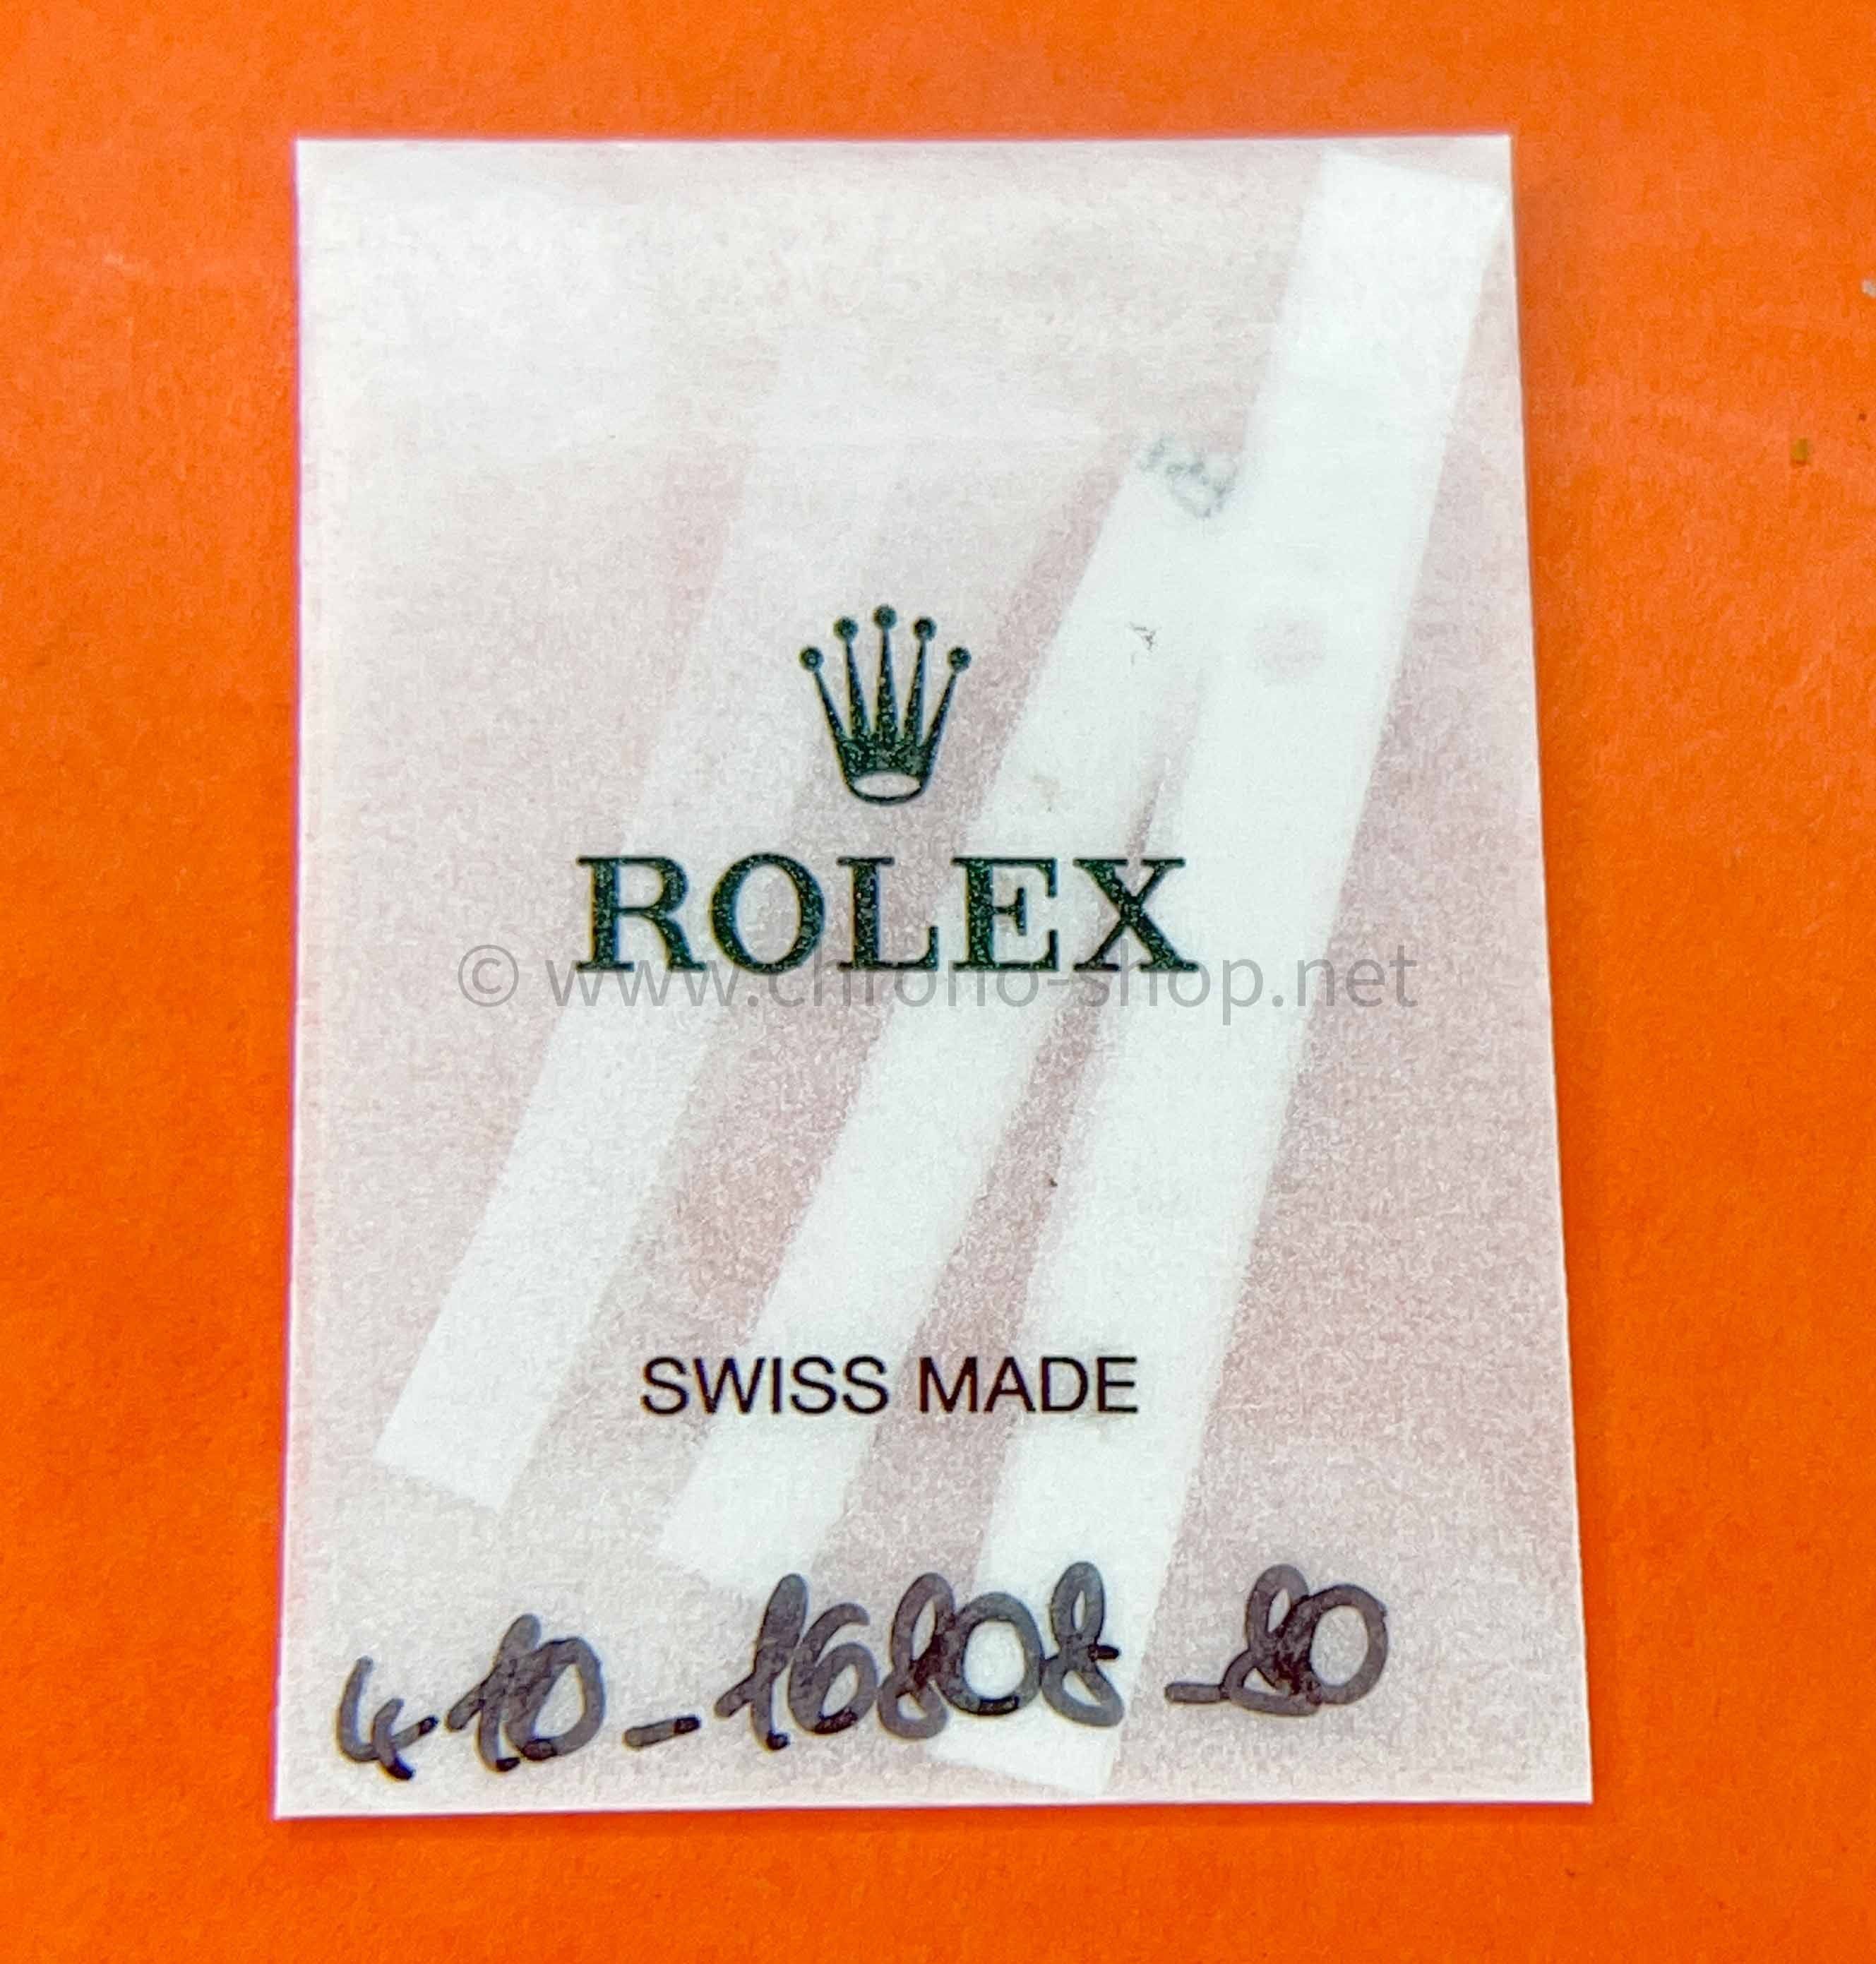 ROLEX
© www.chrono-shop.net
SWISS MADE
410-16808-80